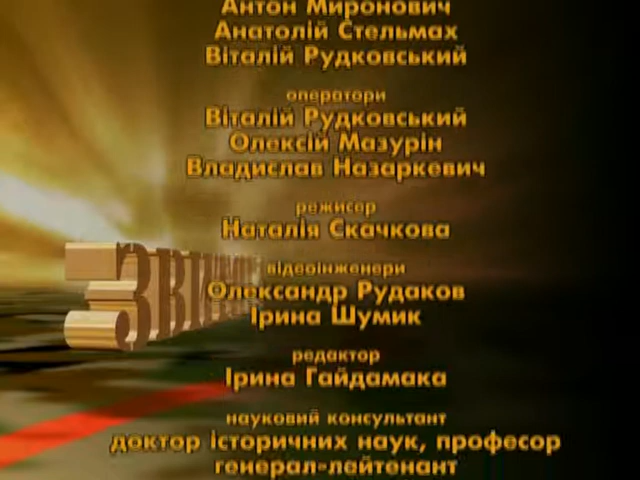 Антон Миронович
Анатолій Стельмах
Віталій Рудковський
оператори
Віталій Рудковський
Олексій Мазурін
Владислав Назаркевич
режисер
Наталія Скачкова
відеоінженери
Олександр Рудаков
Ірина Шумик
редактор
Ірина Гайдамака
науковий консультант
доктор історичних наук, професор
генерал-лейтенант